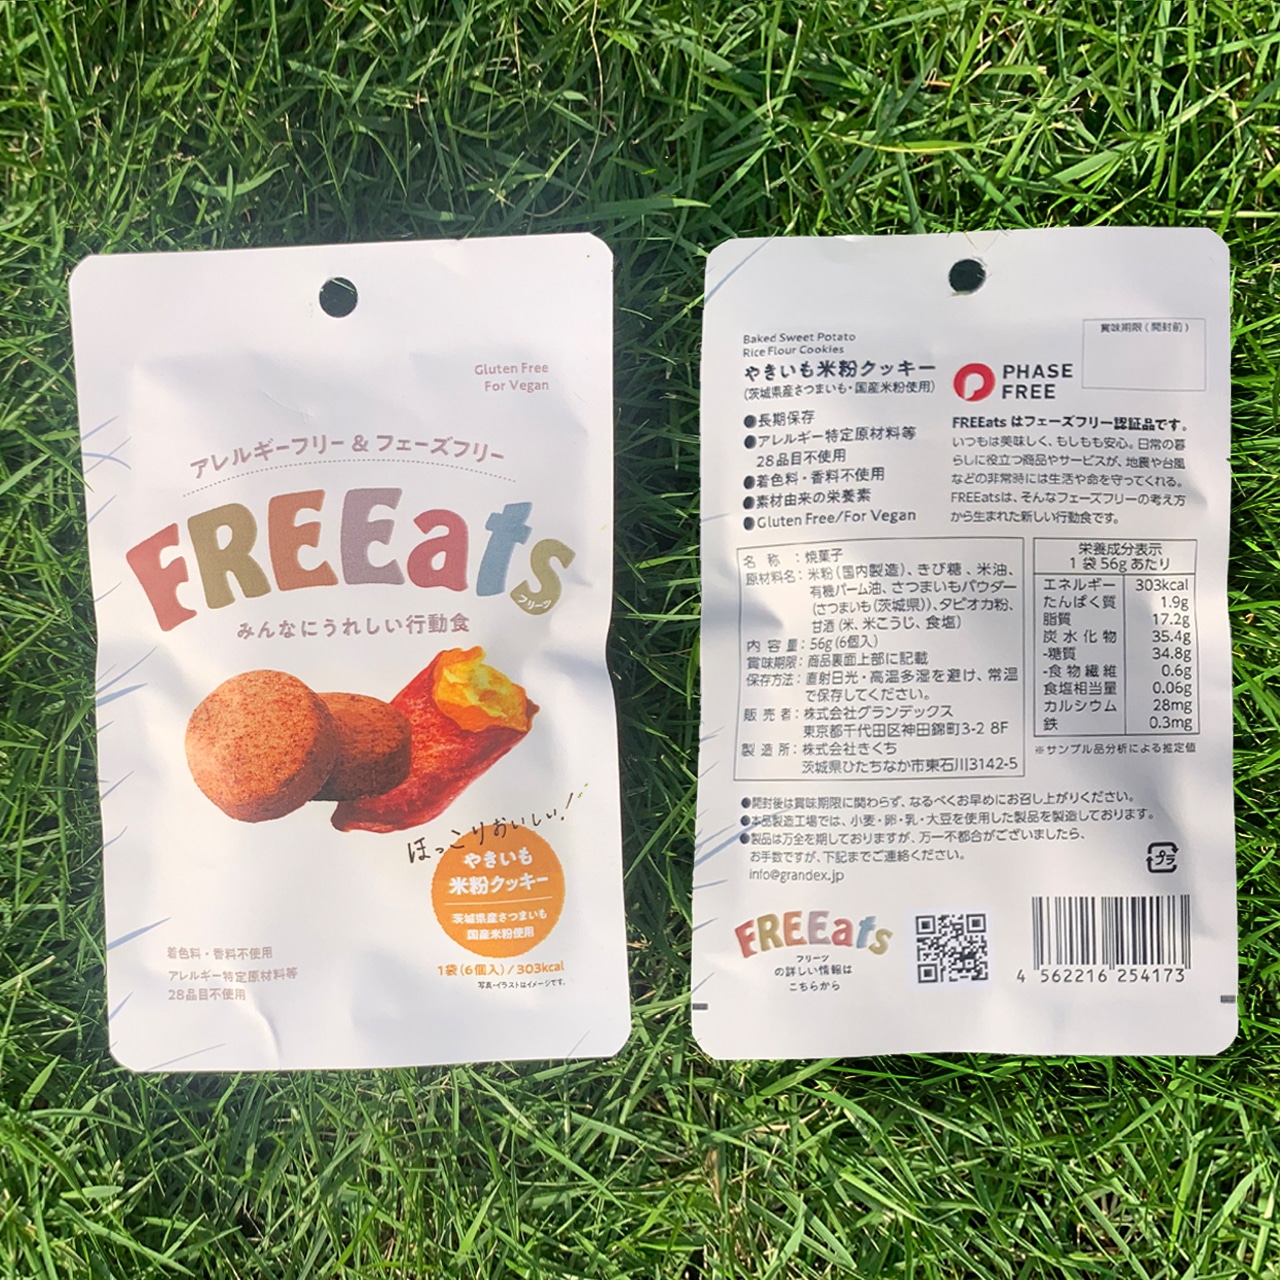 Gluten Free
For Vegan
アレルギーフリー＆フェーズフリー
FREEats
フリーツ
みんなにうれしい行動食
ほっこりおいしい！
やきいも
米粉クッキー
茨城県産さつまいも
国産米粉使用
着色料・香料不使用
アレルギー特定原材料等
28品目不使用
1袋(6個入)/303kcal
写真・イラストはイメージです。
Baked Sweet Potato
Rice Flour Cookies
やきいも米粉クッキー
(茨城県産さつまいも・国産米粉使用)
●長期保存
●アレルギー特定原材料等
28品目不使用
●着色料・香料不使用
●素材由来の栄養素
●Gluten Free/For Vegan
賞味期限(開封前)
PHASE
FREE
FREEats はフェーズフリー認証品です。
いつもは美味しく、もしもも安心。日常の暮
らしに役立つ商品やサービスが、地震や台風
などの非常時には生活や命を守ってくれる。
FREEatsは、そんなフェーズフリーの考え方
から生まれた新しい行動食です。
名称：焼菓子
原材料名：米粉(国内製造)、きび糖、米油、
有機パーム油、さつまいもパウダー
(さつまいも(茨城県))、タピオカ粉、
甘酒(米、米こうじ、食塩)
内容量：56g(6個入)
賞味期限：商品裏面上部に記載
保存方法：直射日光・高温多湿を避け、常温
で保存してください。
販売者：株式会社グランデックス
東京都千代田区神田錦町3-2 8F
製造所：株式会社きくち
茨城県ひたちなか市東石川3142-5
栄養成分表示
1袋56gあたり
エネルギー 303kcal
たんぱく質 1.9g
脂質 17.2g
炭水化物 35.4g
-糖質 34.8g
-食物繊維 0.6g
食塩相当量 0.06g
カルシウム 28mg
鉄 0.3mg
※サンプル品分析による推定値
●開封後は賞味期限に関わらず、なるべくお早めにお召し上がりください。
●本品製造工場では、小麦・卵・乳・大豆を使用した製品を製造しております。
●製品は万全を期しておりますが、万一不都合がございましたら、
お手数ですが、下記までご連絡ください。
info@grandex.jp
プラ
FREEats
フリーツ
の詳しい情報は
こちらから
4 562216 254173